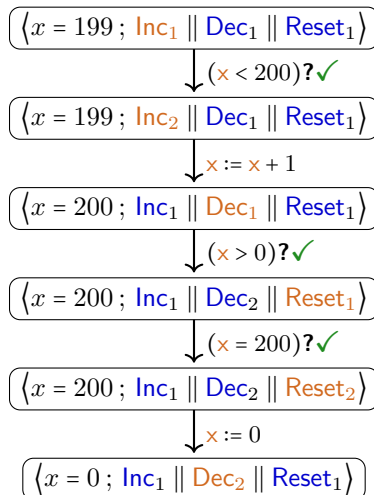 ⟨x = 199 ; Inc₁ || Dec₁ || Reset₁⟩
(x < 200)?✓
⟨x = 199 ; Inc₂ || Dec₁ || Reset₁⟩
x := x + 1
⟨x = 200 ; Inc₁ || Dec₁ || Reset₁⟩
(x > 0)?✓
⟨x = 200 ; Inc₁ || Dec₂ || Reset₁⟩
(x = 200)?✓
⟨x = 200 ; Inc₁ || Dec₂ || Reset₂⟩
x := 0
⟨x = 0 ; Inc₁ || Dec₂ || Reset₁⟩